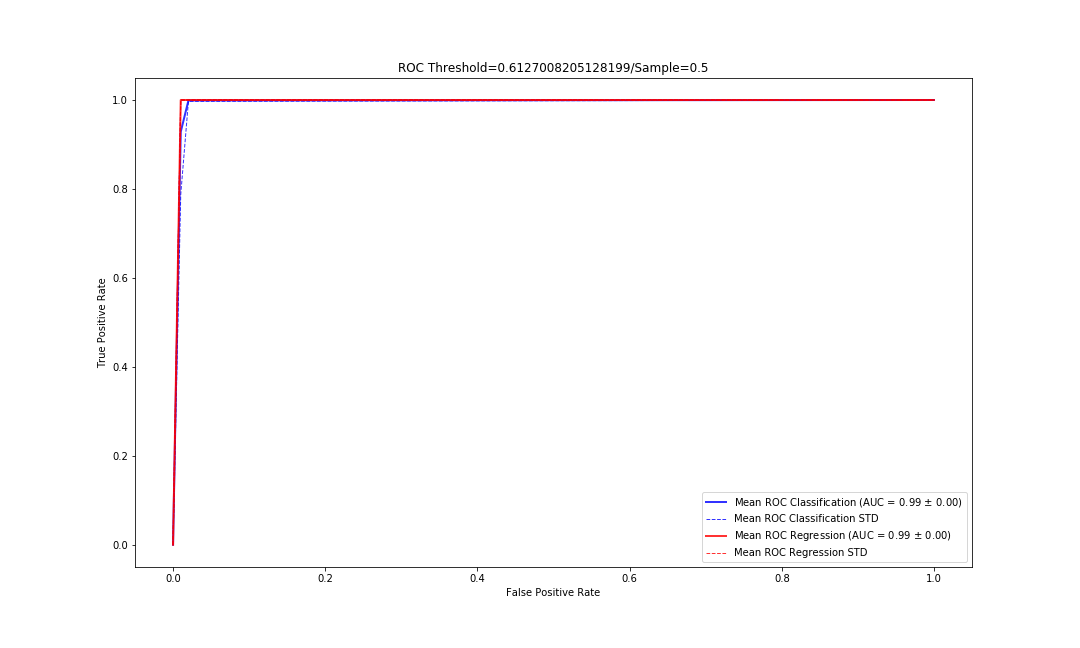 ROC Threshold=0.6127008205128199/Sample=0.5
1.0
0.8
0.6
0.4
0.2
0.0
True Positive Rate
0.0 0.2 0.4 0.6 0.8 1.0
False Positive Rate
Mean ROC Classification (AUC = 0.99 ± 0.00)
Mean ROC Classification STD
Mean ROC Regression (AUC = 0.99 ± 0.00)
Mean ROC Regression STD